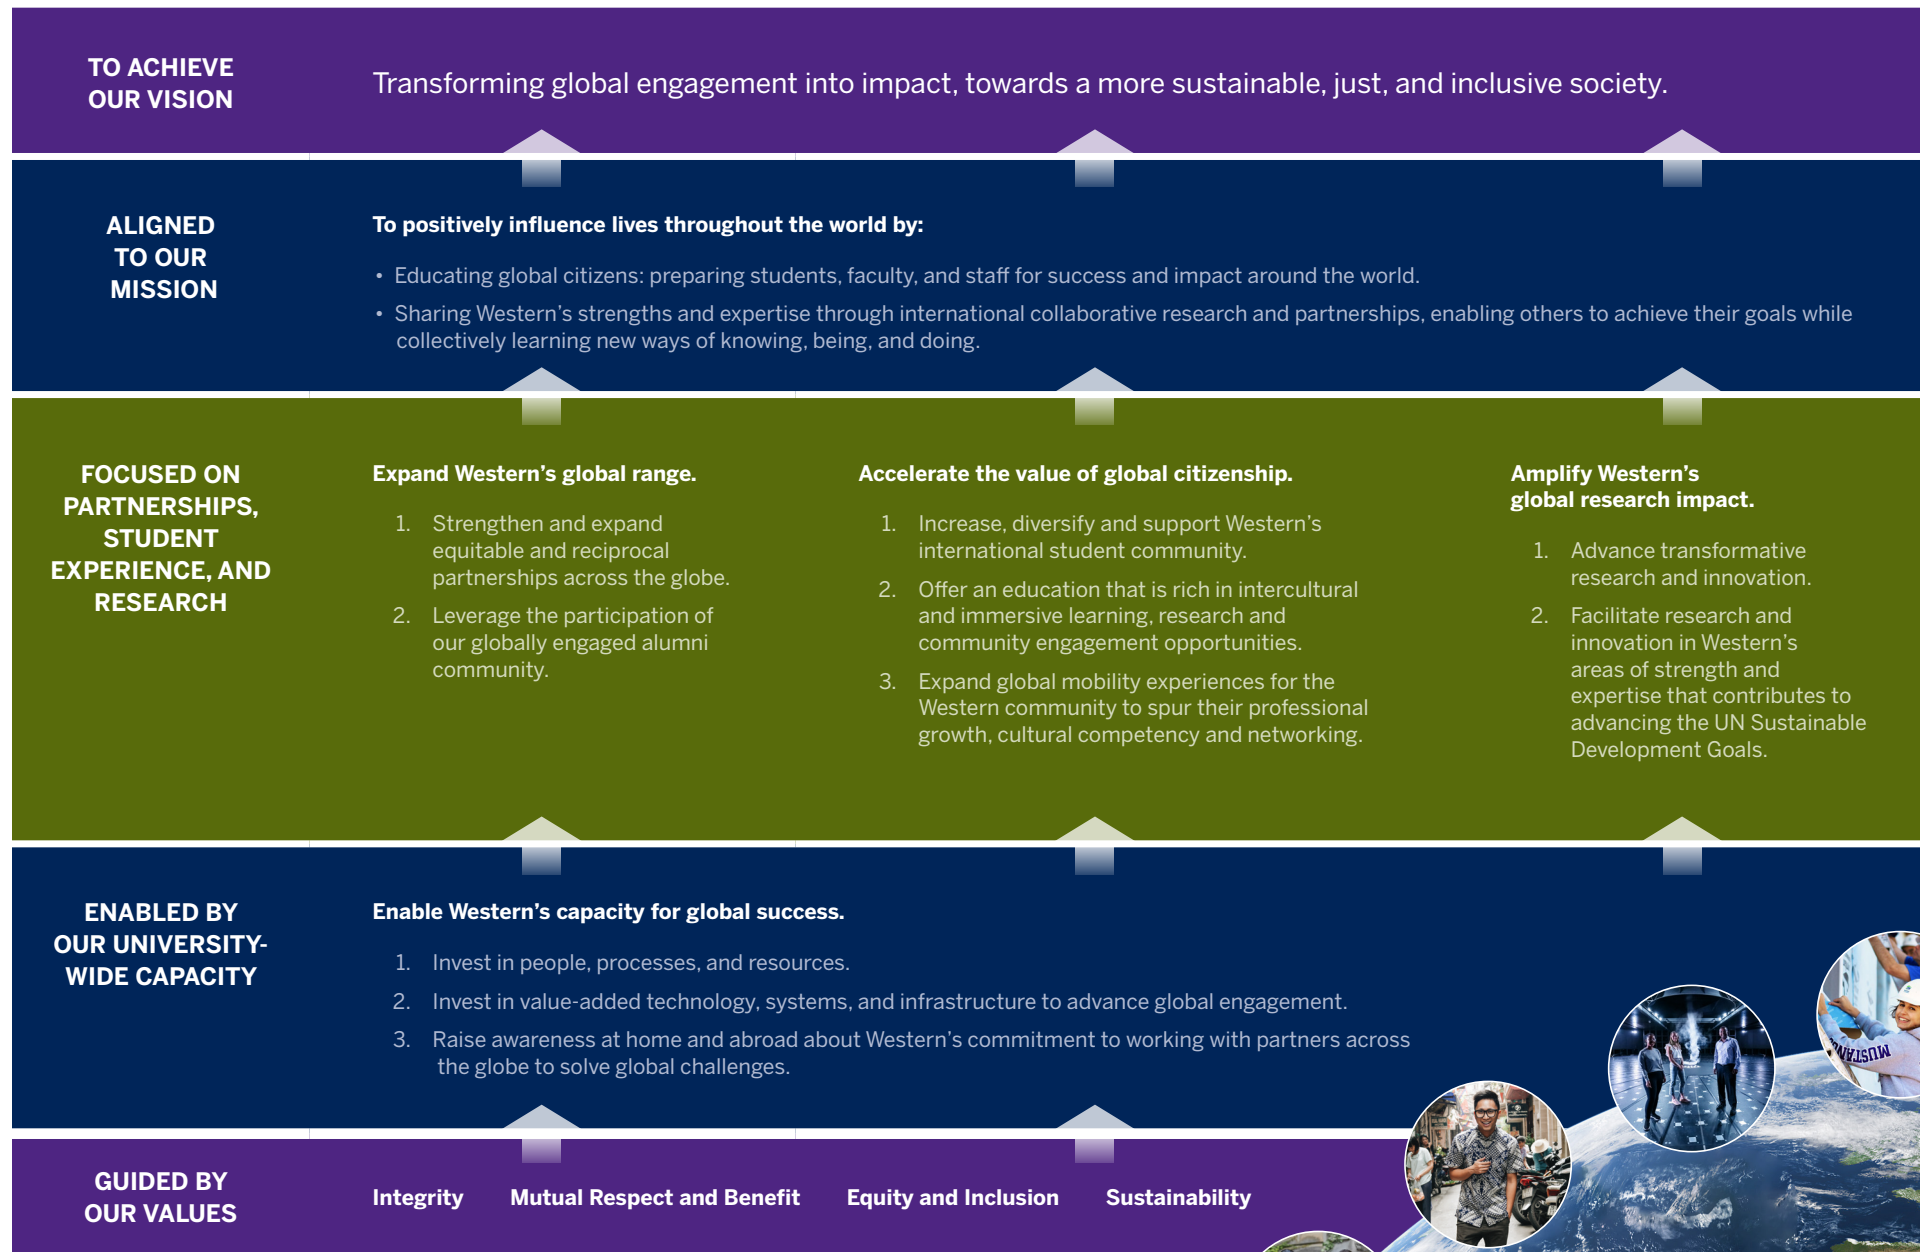 TO ACHIEVE
OUR VISION
Transforming global engagement into impact, towards a more sustainable, just, and inclusive society.
ALIGNED
TO OUR
MISSION
To positively influence lives throughout the world by:
• Educating global citizens: preparing students, faculty, and staff for success and impact around the world.
• Sharing Western’s strengths and expertise through international collaborative research and partnerships, enabling others to achieve their goals while
collectively learning new ways of knowing, being, and doing.
FOCUSED ON
PARTNERSHIPS,
STUDENT
EXPERIENCE, AND
RESEARCH
Expand Western’s global range.
1. Strengthen and expand
equitable and reciprocal
partnerships across the globe.
2. Leverage the participation of
our globally engaged alumni
community.
Accelerate the value of global citizenship.
1. Increase, diversify and support Western’s
international student community.
2. Offer an education that is rich in intercultural
and immersive learning, research and
community engagement opportunities.
3. Expand global mobility experiences for the
Western community to spur their professional
growth, cultural competency and networking.
Amplify Western’s
global research impact.
1. Advance transformative
research and innovation.
2. Facilitate research and
innovation in Western’s
areas of strength and
expertise that contributes to
advancing the UN Sustainable
Development Goals.
ENABLED BY
OUR UNIVERSITY-
WIDE CAPACITY
Enable Western’s capacity for global success.
1. Invest in people, processes, and resources.
2. Invest in value-added technology, systems, and infrastructure to advance global engagement.
3. Raise awareness at home and abroad about Western’s commitment to working with partners across
the globe to solve global challenges.
GUIDED BY
OUR VALUES
Integrity
Mutual Respect and Benefit
Equity and Inclusion
Sustainability